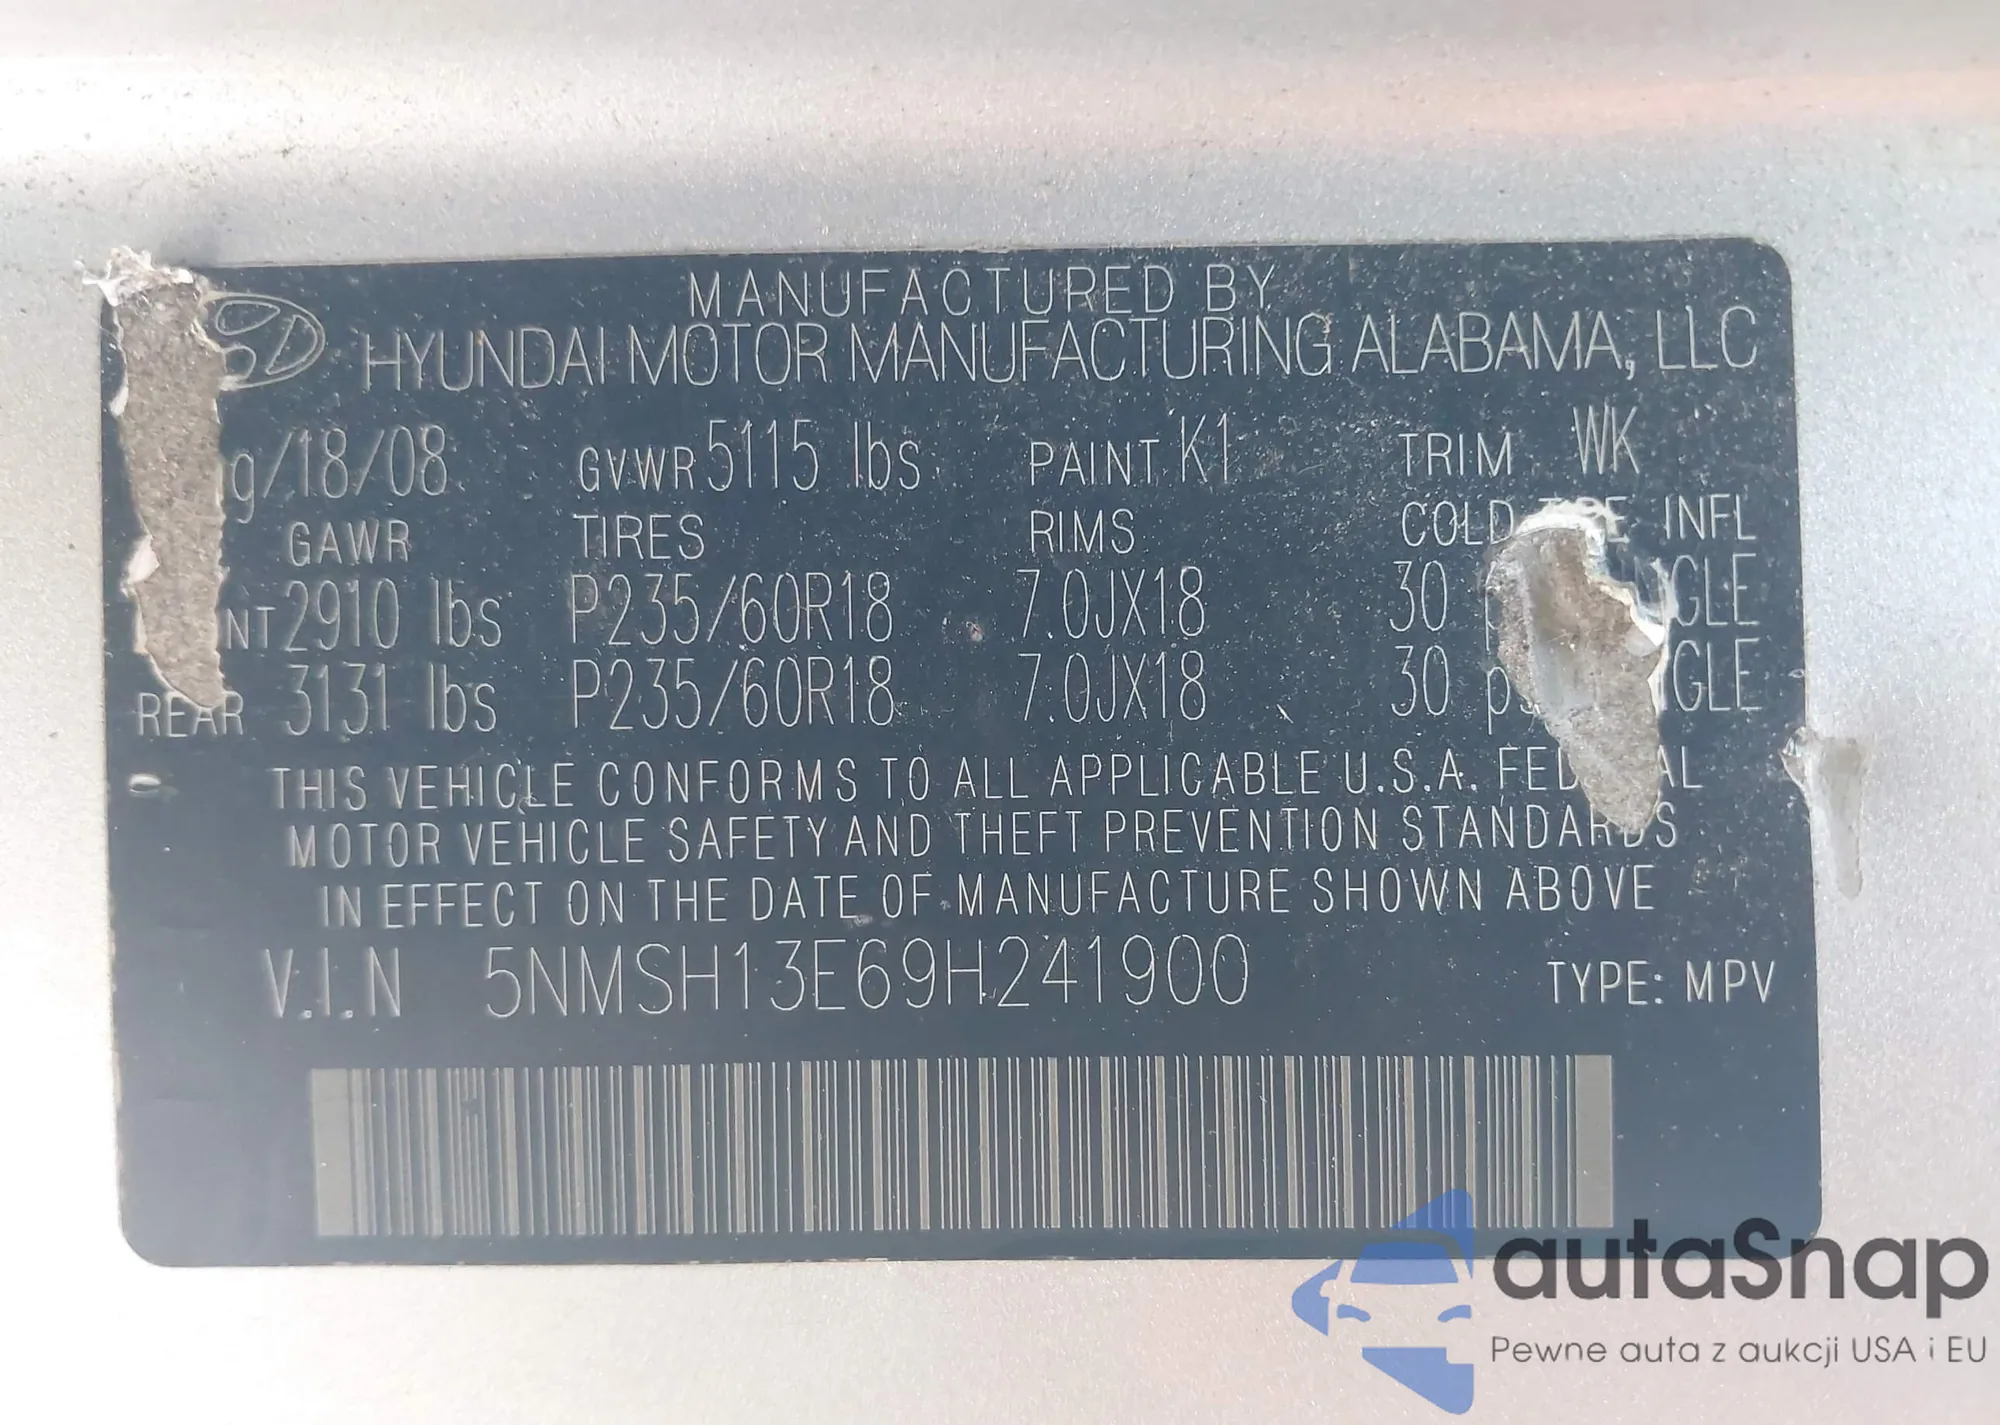 MANUFACTURED BY
HYUNDAI MOTOR MANUFACTURING ALABAMA, LLC
g/18/08 GVWR 5115 lbs PAINT K1 TRIM WK
GAWR TIRES RIMS COLD INFL
2910 lbs P235/60R18 7.0JX18 30
REAR 3131 lbs P235/60R18 7.0JX18 30
THIS VEHICLE CONFORMS TO ALL APPLICABLE U.S.A. FEDERAL
MOTOR VEHICLE SAFETY AND THEFT PREVENTION STANDARDS
IN EFFECT ON THE DATE OF MANUFACTURE SHOWN ABOVE
V.I.N 5NMSH13E69H241900 TYPE: MPV
autaSnap
Pewne auta z aukcji USA i EU